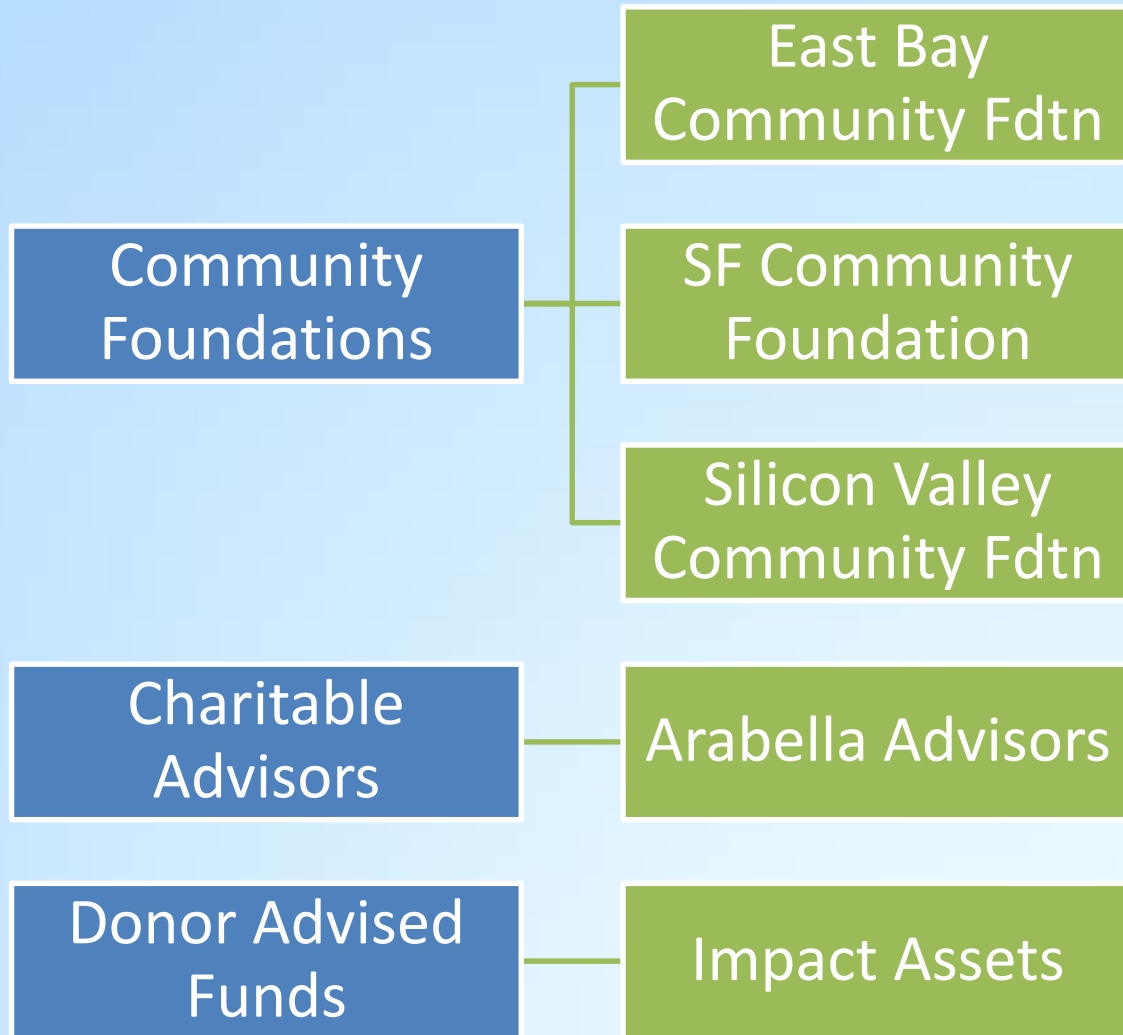 Community
Foundations
East Bay
Community Fdtn
SF Community
Foundation
Silicon Valley
Community Fdtn
Charitable
Advisors
Arabella Advisors
Donor Advised
Funds
Impact Assets